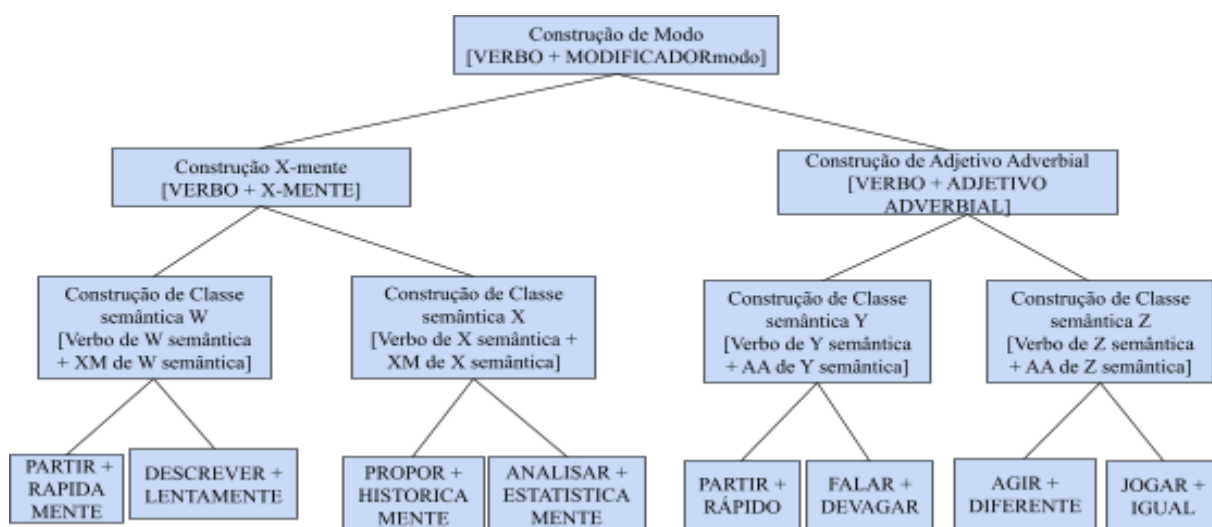 Construção de Modo
[VERBO + MODIFICADORmodo]
Construção X-mente
[VERBO + X-MENTE]
Construção de Adjetivo Adverbial
[VERBO + ADJETIVO
ADVERBIAL]
Construção de Classe
semântica W
[Verbo de W semântica
+ XM de W semântica]
Construção de Classe
semântica X
[Verbo de X semântica +
XM de X semântica]
Construção de Classe
semântica Y
[Verbo de Y semântica
+ AA de Y semântica]
Construção de Classe
semântica Z
[Verbo de Z semântica
+ AA de Z semântica]
PARTIR +
RAPIDA
MENTE
DESCREVER +
LENTAMENTE
PROPOR +
HISTORICA
MENTE
ANALISAR +
ESTATISTICA
MENTE
PARTIR +
RÁPIDO
FALAR +
DEVAGAR
AGIR +
DIFERENTE
JOGAR +
IGUAL